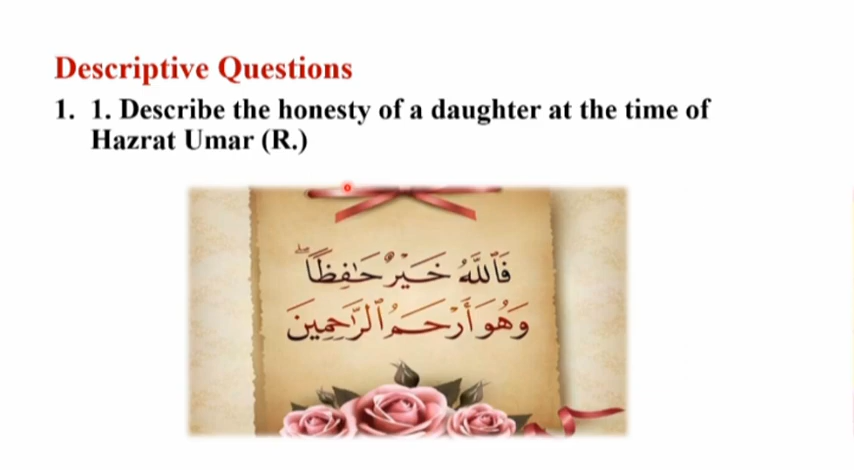 Descriptive Questions
1. 1. Describe the honesty of a daughter at the time of
Hazrat Umar (R.)
فَٱللَّهُ خَيْرٌ حَـٰفِظًاۖ
وَهُوَ أَرْحَمُ ٱلرَّٰحِمِينَ